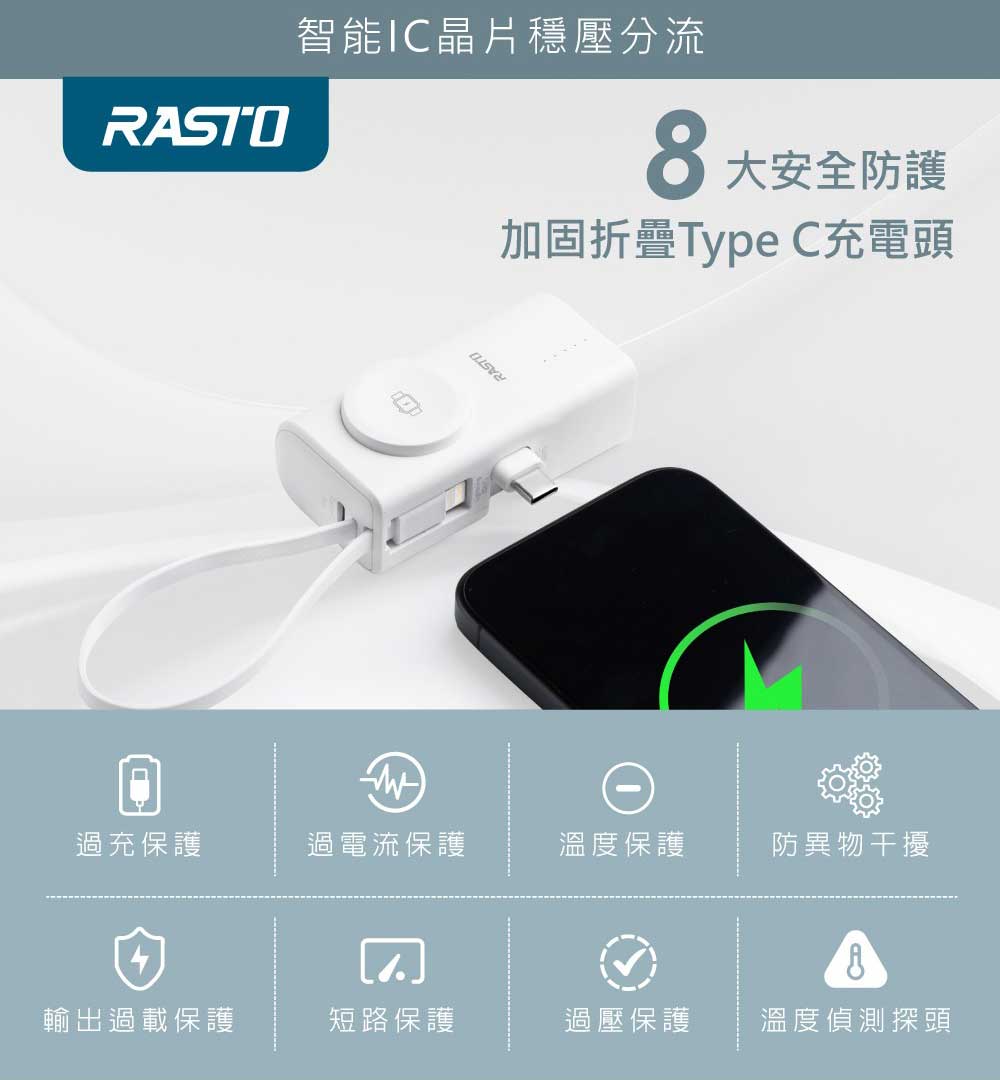 智能IC晶片穩壓分流
RASTO
8大安全防護
加固折疊Type C充電頭
RASTO
過充保護
過電流保護
溫度保護
防異物干擾
輸出過載保護
短路保護
過壓保護
溫度偵測探頭